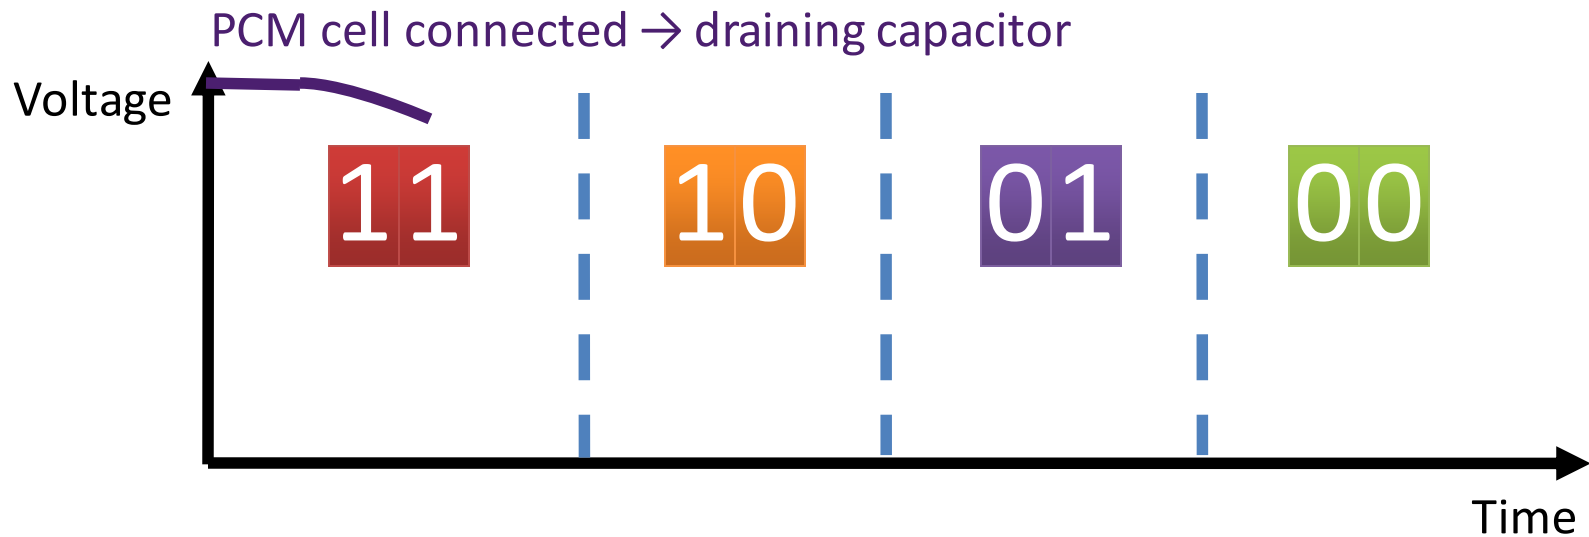 PCM cell connected → draining capacitor
Voltage
11 10 01 00
Time